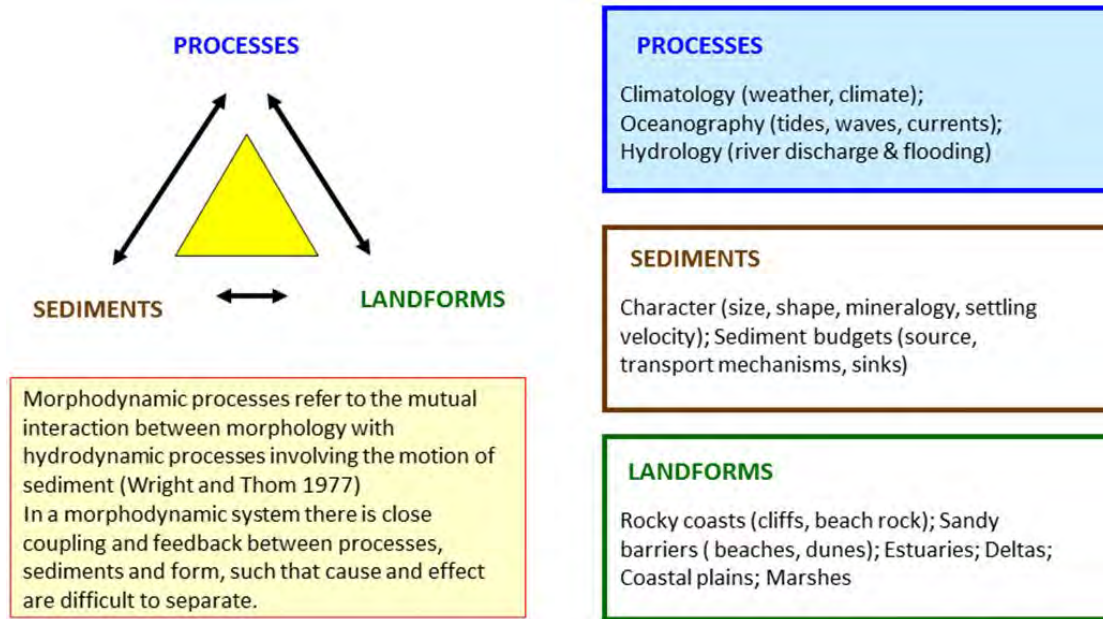 PROCESSES
SEDIMENTS
LANDFORMS
Morphodynamic processes refer to the mutual
interaction between morphology with
hydrodynamic processes involving the motion of
sediment (Wright and Thom 1977)
In a morphodynamic system there is close
coupling and feedback between processes,
sediments and form, such that cause and effect
are difficult to separate.
PROCESSES
Climatology (weather, climate);
Oceanography (tides, waves, currents);
Hydrology (river discharge & flooding)
SEDIMENTS
Character (size, shape, mineralogy, settling
velocity); Sediment budgets (source,
transport mechanisms, sinks)
LANDFORMS
Rocky coasts (cliffs, beach rock); Sandy
barriers ( beaches, dunes); Estuaries; Deltas;
Coastal plains; Marshes